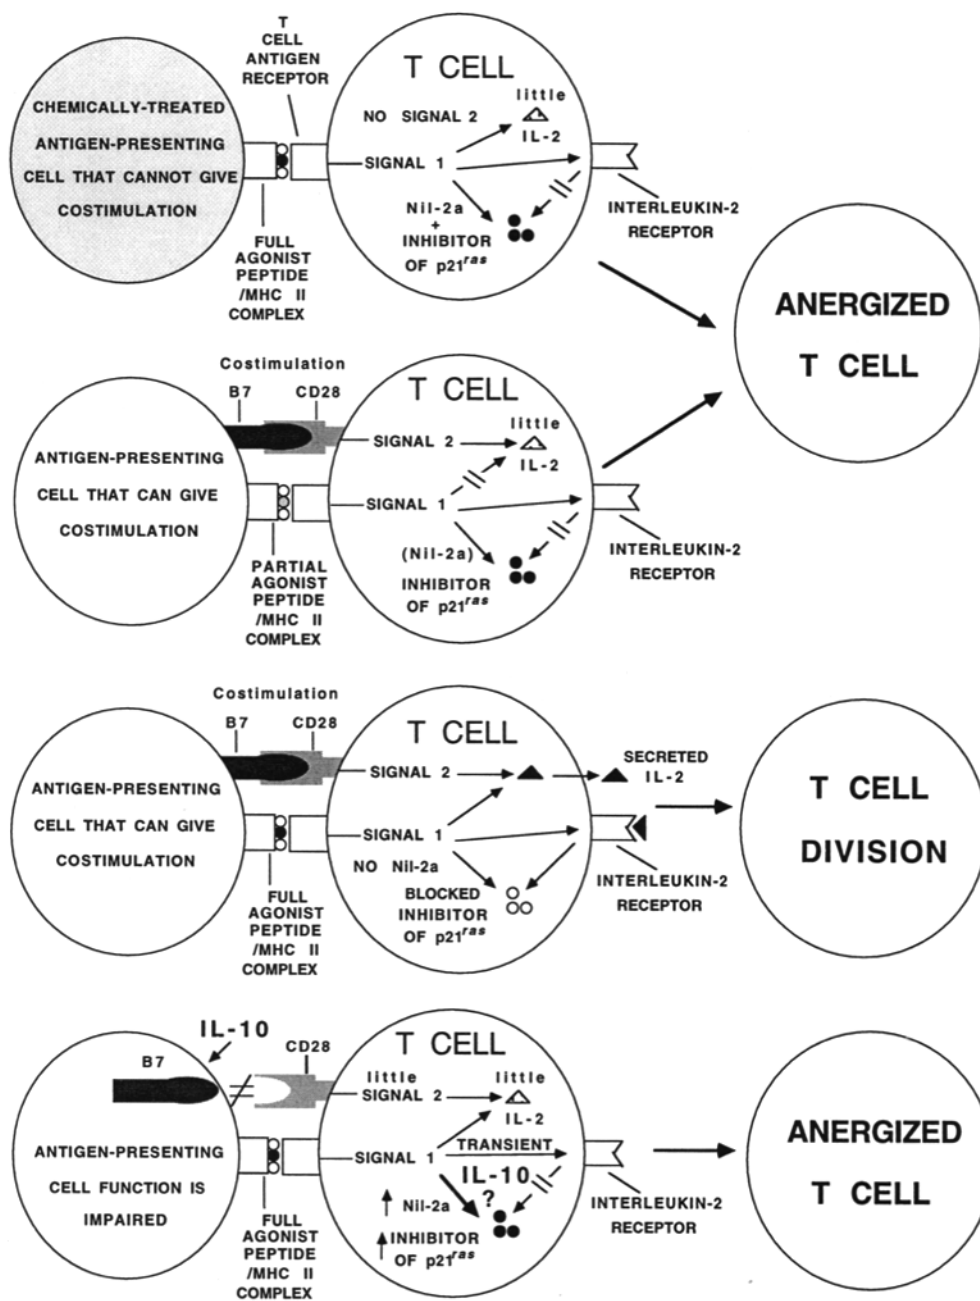 T
CELL
ANTIGEN
RECEPTOR
CHEMICALLY-TREATED
ANTIGEN-PRESENTING
CELL THAT CANNOT GIVE
COSTIMULATION
FULL
AGONIST
PEPTIDE
/MHC II
COMPLEX
T CELL
NO SIGNAL 2
little
IL-2
SIGNAL 1
Nil-2a
+
INHIBITOR
OF p21ras
INTERLEUKIN-2
RECEPTOR
ANERGIZED
T CELL
Costimulation
B7
CD28
ANTIGEN-PRESENTING
CELL THAT CAN GIVE
COSTIMULATION
PARTIAL
AGONIST
PEPTIDE
/MHC II
COMPLEX
T CELL
little
SIGNAL 2
IL-2
SIGNAL 1
(Nil-2a)
INHIBITOR
OF p21ras
INTERLEUKIN-2
RECEPTOR
Costimulation
B7
CD28
ANTIGEN-PRESENTING
CELL THAT CAN GIVE
COSTIMULATION
FULL
AGONIST
PEPTIDE
/MHC II
COMPLEX
T CELL
SIGNAL 2
SECRETED
IL-2
SIGNAL 1
NO Nil-2a
BLOCKED
INHIBITOR
OF p21ras
INTERLEUKIN-2
RECEPTOR
T CELL
DIVISION
IL-10
B7
CD28
ANTIGEN-PRESENTING
CELL FUNCTION IS
IMPAIRED
FULL
AGONIST
PEPTIDE
/MHC II
COMPLEX
T CELL
little
SIGNAL 2
little
IL-2
SIGNAL 1
TRANSIENT
IL-10
?
Nil-2a
INHIBITOR
OF p21ras
INTERLEUKIN-2
RECEPTOR
ANERGIZED
T CELL